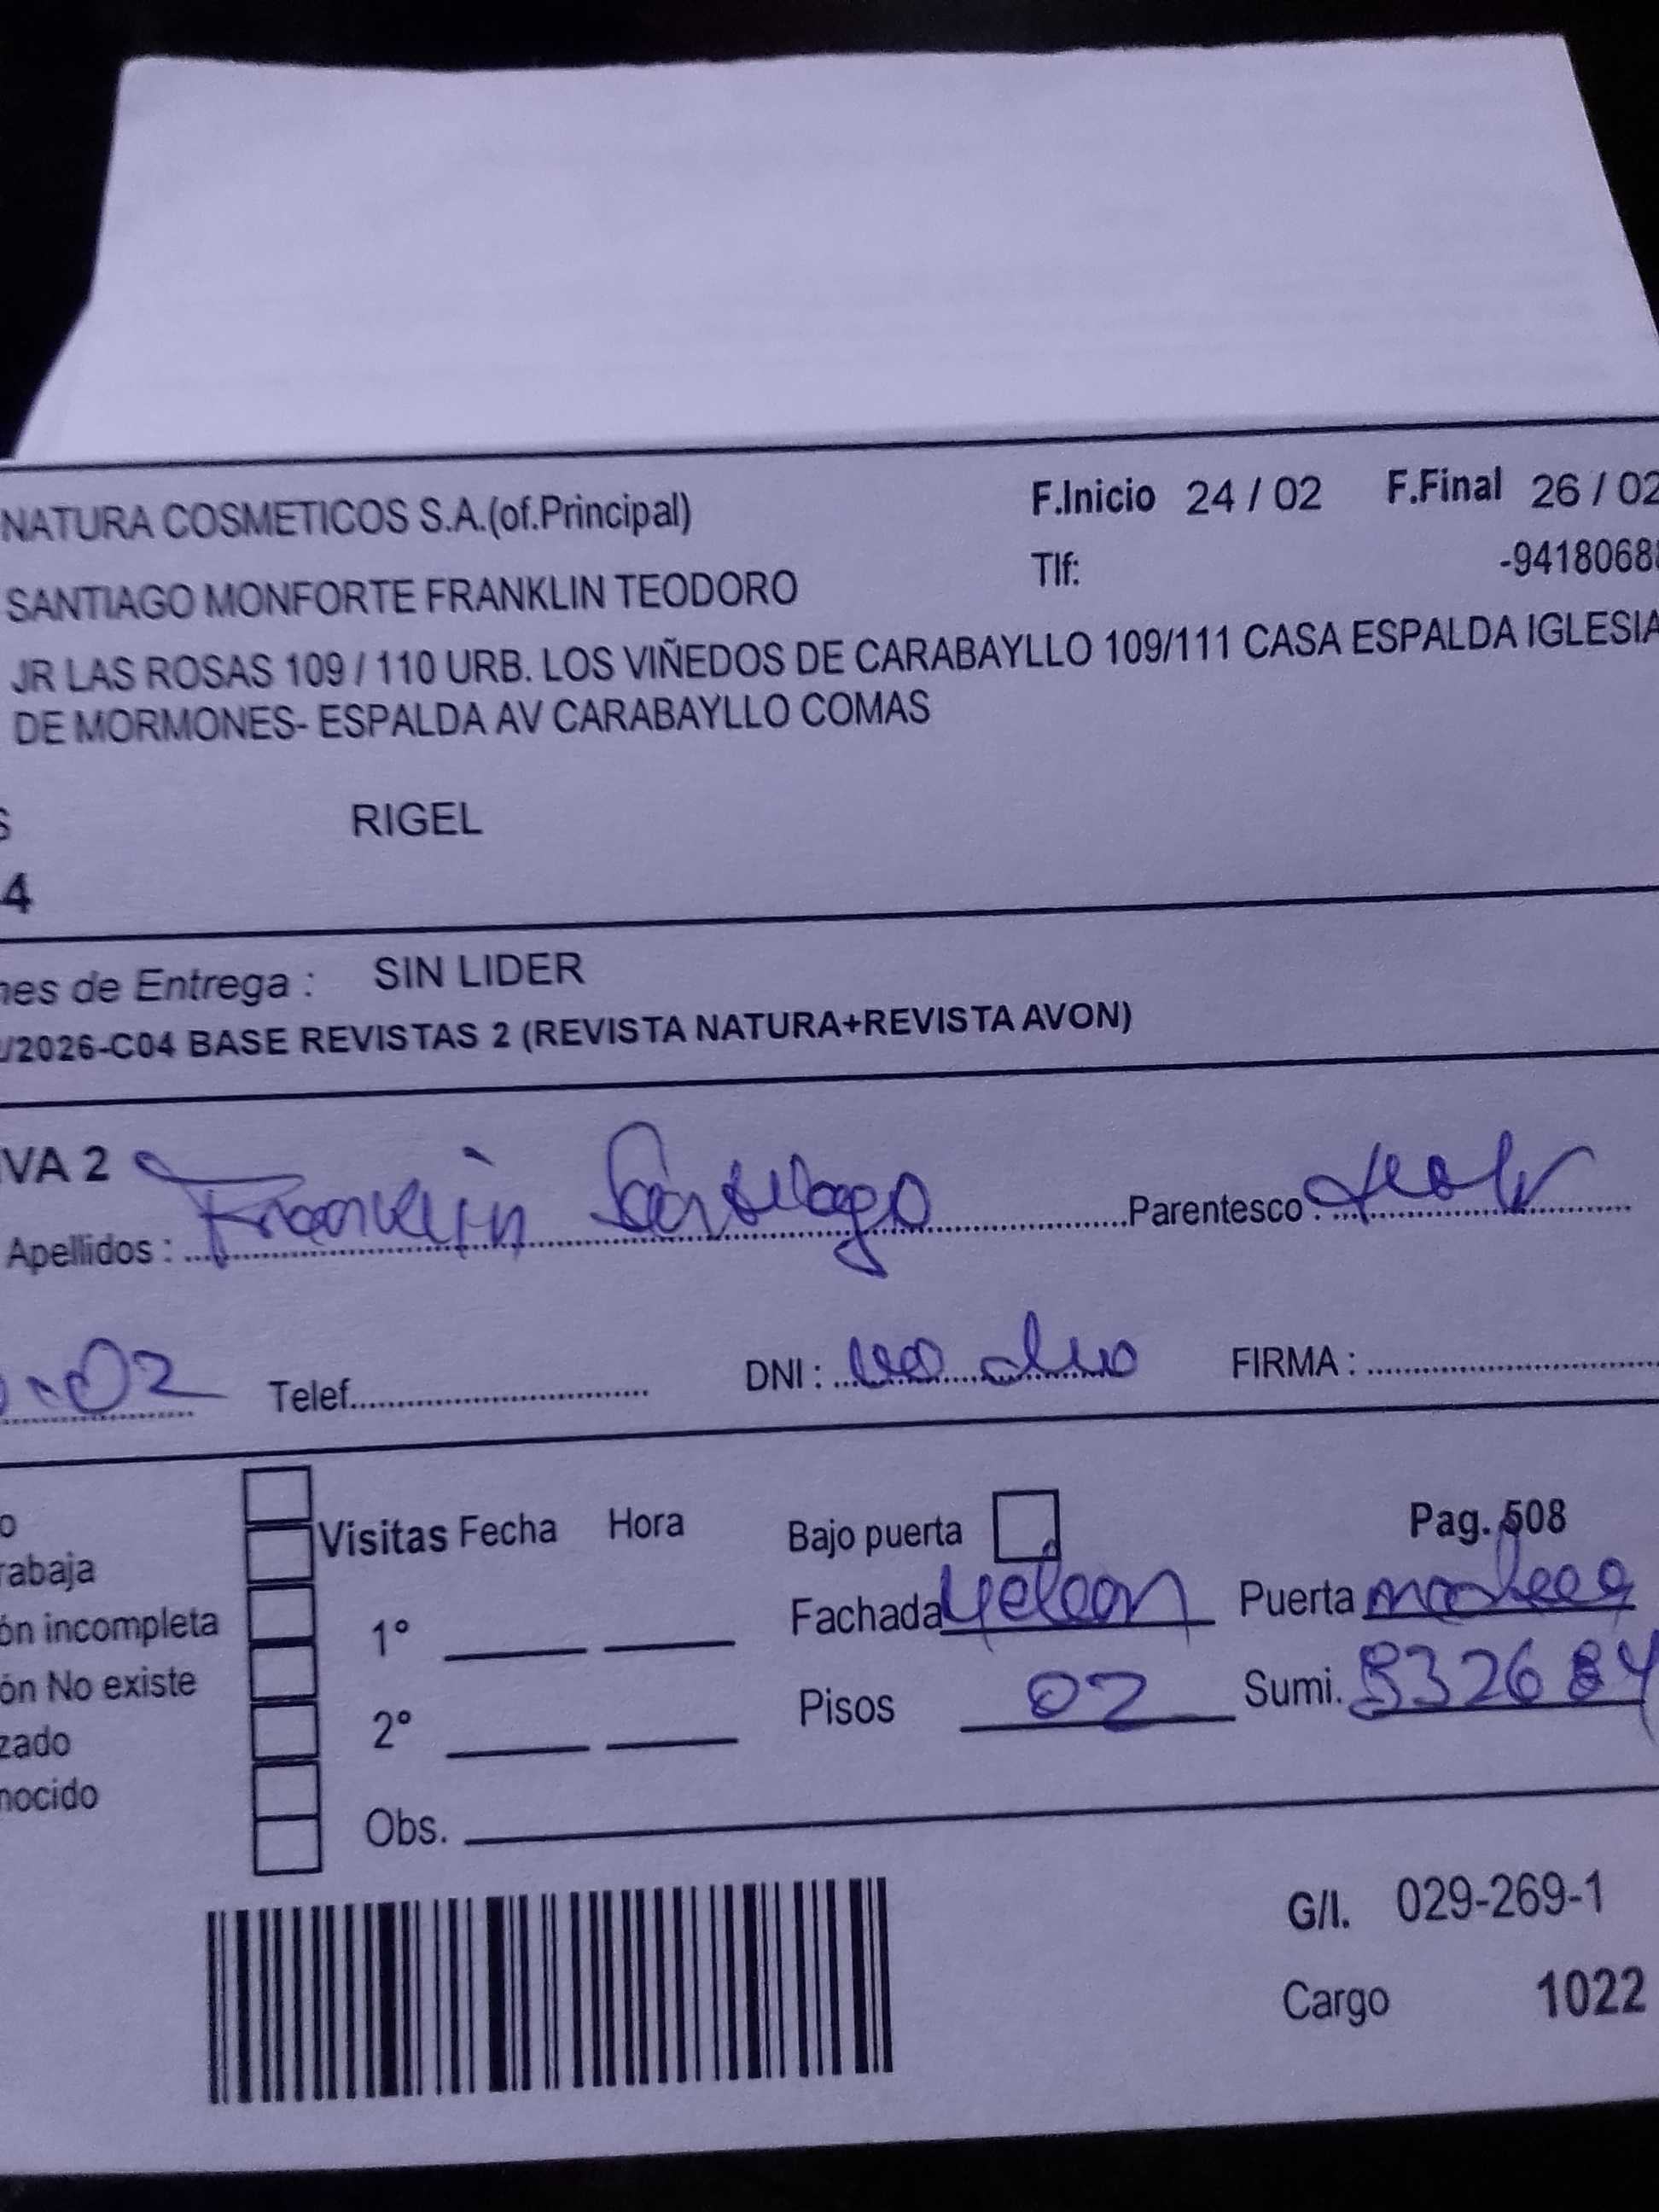 NATURA COSMETICOS S.A.(of.Principal) F.Inicio 24 / 02 F.Final 26 / 02
SANTIAGO MONFORTE FRANKLIN TEODORO Tlf: -9418068
JR LAS ROSAS 109 / 110 URB. LOS VIÑEDOS DE CARABAYLLO 109/111 CASA ESPALDA IGLESIA
DE MORMONES- ESPALDA AV CARABAYLLO COMAS
S RIGEL
4
nes de Entrega : SIN LIDER
/2026-C04 BASE REVISTAS 2 (REVISTA NATURA+REVISTA AVON)
IVA 2
Apellidos : Franklin Santiago Parentesco :
02 Telef. DNI : FIRMA :
o Visitas Fecha Hora Bajo puerta Pag. 508
rabaja
ón incompleta 1° Fachada Puerta
ón No existe Pisos 02 Sumi.
zado 2°
nocido
Obs.
G/I. 029-269-1
Cargo 1022